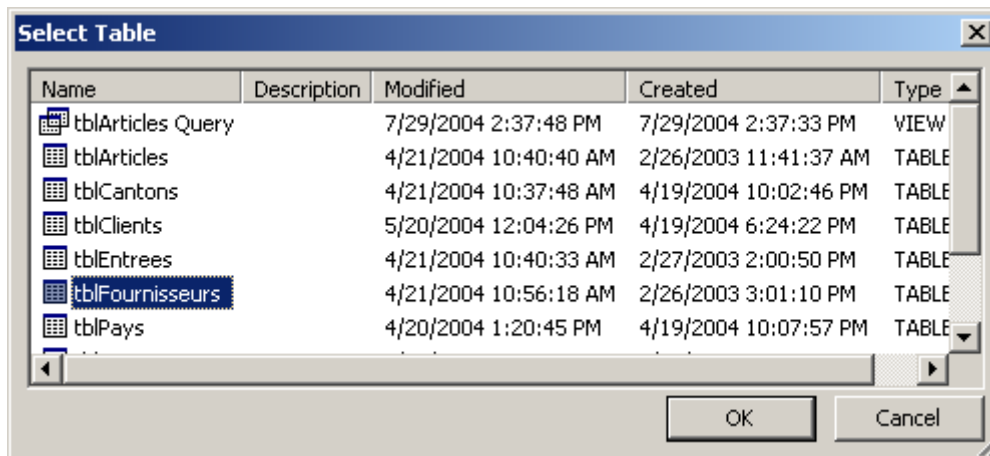 Select Table
Name Description Modified Created Type
tblArticles Query 7/29/2004 2:37:48 PM 7/29/2004 2:37:33 PM VIEW
tblArticles 4/21/2004 10:40:40 AM 2/26/2003 11:41:37 AM TABLE
tblCantons 4/21/2004 10:37:48 AM 4/19/2004 10:02:46 PM TABLE
tblClients 5/20/2004 12:04:26 PM 4/19/2004 6:24:22 PM TABLE
tblEntrees 4/21/2004 10:40:33 AM 2/27/2003 2:00:50 PM TABLE
tblFournisseurs 4/21/2004 10:56:18 AM 2/26/2003 3:01:10 PM TABLE
tblPays 4/20/2004 1:20:45 PM 4/19/2004 10:07:57 PM TABLE
OK Cancel